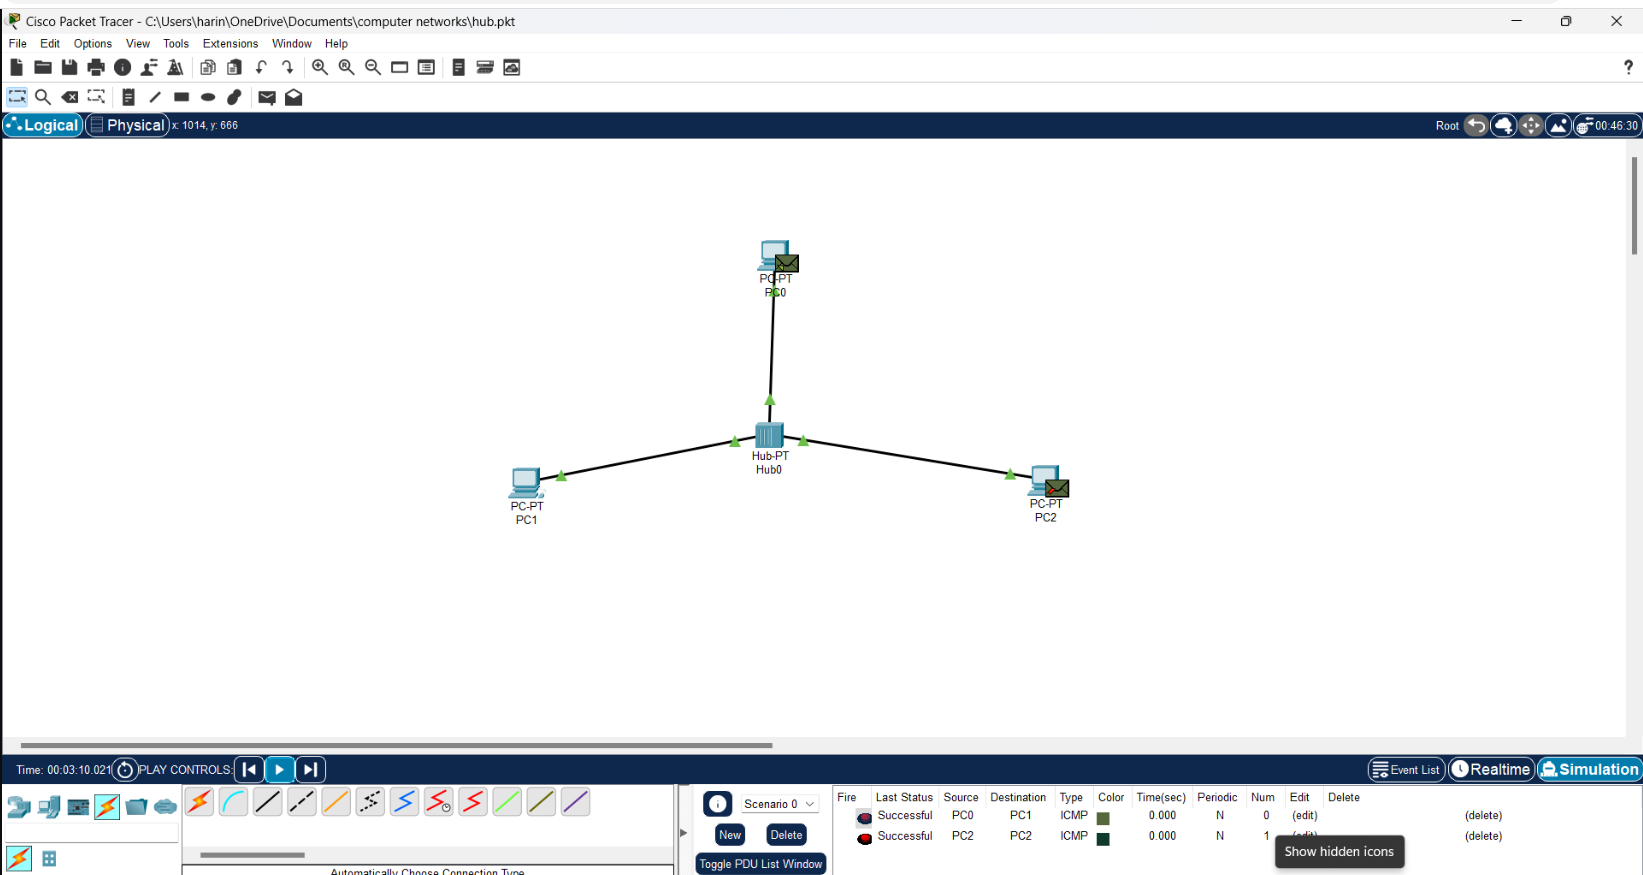 Cisco Packet Tracer - C:\Users\harin\OneDrive\Documents\computer networks\hub.pkt
File Edit Options View Tools Extensions Window Help
?
Logical Physical x: 1014, y: 666 Root 00:46:30
PC-PT
PC0
Hub-PT
Hub0
PC-PT
PC1
PC-PT
PC2
Time: 00:03:10.021 PLAY CONTROLS: Event List Realtime Simulation
Scenario 0
New Delete
Toggle PDU List Window
Automatically Choose Connection Type
Fire Last Status Source Destination Type Color Time(sec) Periodic Num Edit Delete
Successful PC0 PC1 ICMP 0.000 N 0 (edit) (delete)
Successful PC2 PC2 ICMP 0.000 N 1 (edit) (delete)
Show hidden icons